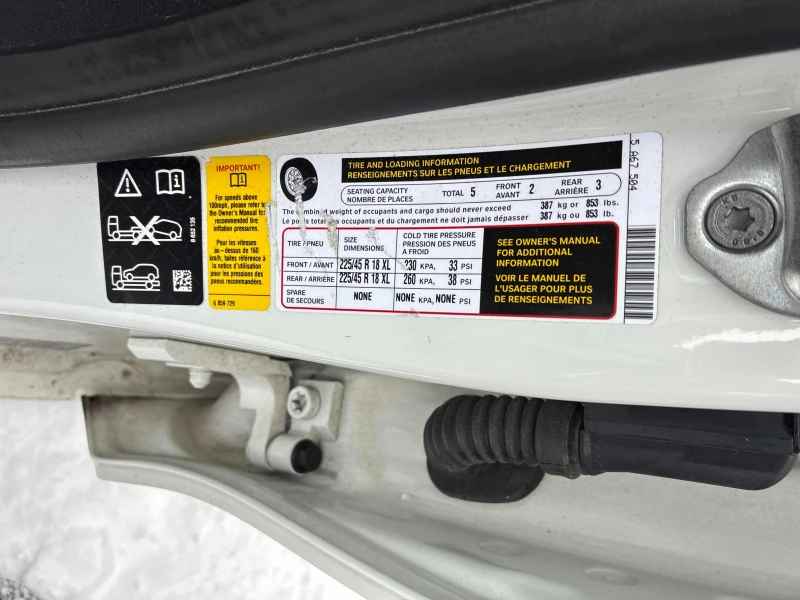 6 852 135
IMPORTANT!
For speeds above
100mph, please refer to
the Owner's Manual for
recommended tire
inflation pressures.
Pour les vitesses
au- dessus de 160
km/h, faites référence à
la notice d'utilisation
pour les pressions des
pneus recommandées.
6 859 729
TIRE AND LOADING INFORMATION
RENSEIGNEMENTS SUR LES PNEUS ET LE CHARGEMENT
SEATING CAPACITY
NOMBRE DE PLACES
TOTAL 5
FRONT
AVANT 2
REAR
ARRIÈRE 3
The combined weight of occupants and cargo should never exceed 387 kg or 853 lbs.
Le poids total des occupants et du chargement ne doit jamais dépasser 387 kg ou 853 lb.
TIRE / PNEU
SIZE
DIMENSIONS
COLD TIRE PRESSURE
PRESSION DES PNEUS
A FROID
FRONT / AVANT 225/45 R 18 XL 230 KPA, 33 PSI
REAR / ARRIÈRE 225/45 R 18 XL 260 KPA, 38 PSI
SPARE
DE SECOURS
NONE NONE KPA, NONE PSI
SEE OWNER'S MANUAL
FOR ADDITIONAL
INFORMATION
VOIR LE MANUEL DE
L'USAGER POUR PLUS
DE RENSEIGNEMENTS
5 A67 504